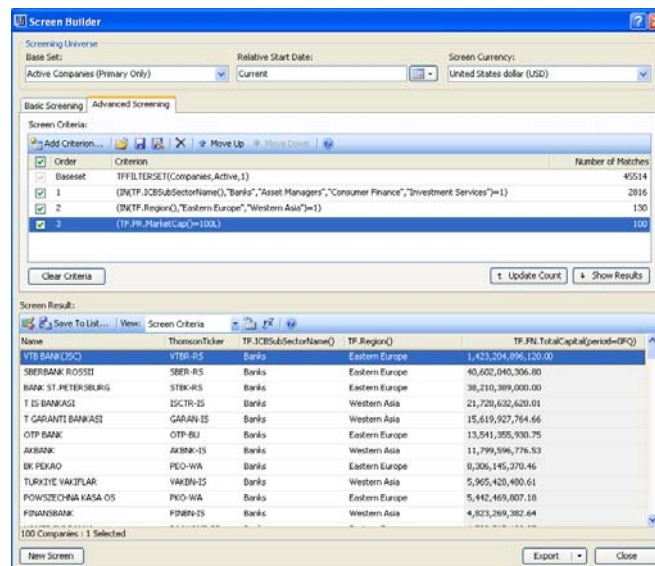 Screen Builder
Screening Universe
Base Set: Relative Start Date: Screen Currency:
Active Companies (Primary Only) Current United States dollar (USD)
Basic Screening Advanced Screening
Screen Criteria:
Add Criterion... Move Up Move Down
Order Criterion Number of Matches
Baseset TFFILTERSET(Companies,Active,1) 45514
1 (IN(TF.ICBSubSectorName(),"Banks","Asset Managers","Consumer Finance","Investment Services")=1) 2816
2 (IN(TF.Region(),"Eastern Europe","Western Asia")=1) 130
3 (TF.PR.MarketCap()=100L) 100
Clear Criteria Update Count Show Results
Screen Result:
Save To List... View: Screen Criteria
Name ThomsonTicker TF.ICBSubSectorName() TF.Region() TF.FN.TotalCapital(period=0FQ)
VTB BANK(JSC) VTBR-RS Banks Eastern Europe 1,423,204,896,120.00
SBERBANK ROSSII SBER-RS Banks Eastern Europe 40,602,040,306.80
BANK ST.PETERSBURG STBK-RS Banks Eastern Europe 38,210,389,000.00
T IS BANKASI ISCTR-IS Banks Western Asia 21,720,632,620.01
T GARANTI BANKASI GARAN-IS Banks Western Asia 15,619,927,764.66
OTP BANK OTP-BU Banks Eastern Europe 13,541,355,930.75
AKBANK AKBNK-IS Banks Western Asia 11,799,596,776.53
BK PEKAO PEO-WA Banks Eastern Europe 8,306,145,370.46
TURKIYE VAKIFLAR VAKBN-IS Banks Western Asia 5,965,420,400.61
POWSZECHNA KASA OS PKO-WA Banks Eastern Europe 5,442,469,807.18
FINANSBANK FINBN-IS Banks Western Asia 4,823,269,382.64
100 Companies : 1 Selected
New Screen Export Close